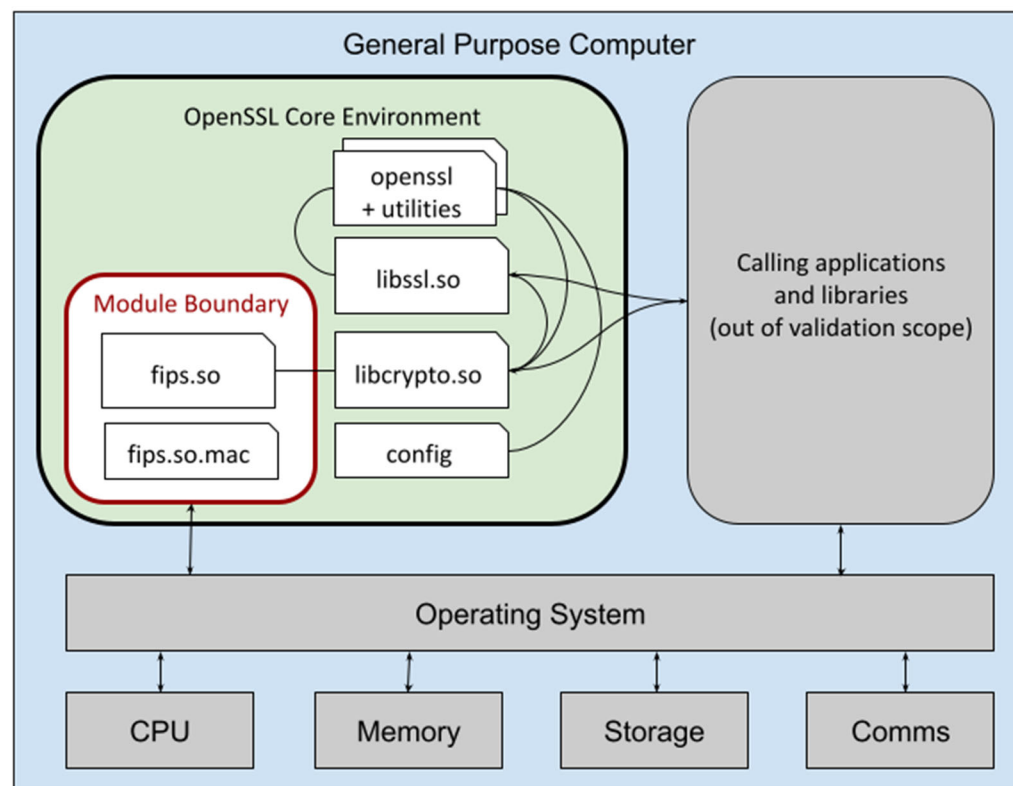 General Purpose Computer
OpenSSL Core Environment
openssl
+ utilities
libssl.so
Module Boundary
fips.so
libcrypto.so
fips.so.mac
config
Calling applications
and libraries
(out of validation scope)
Operating System
CPU
Memory
Storage
Comms